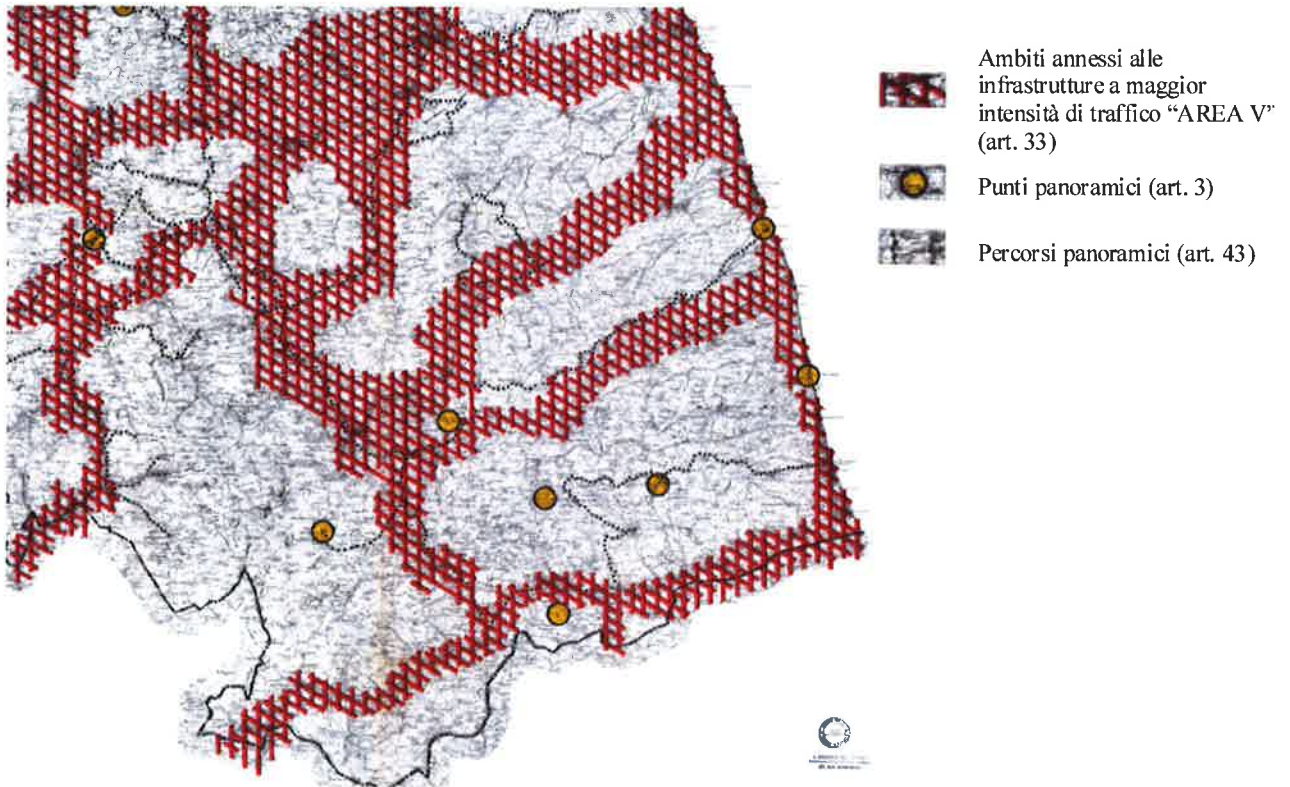 Ambiti annessi alle
infrastrutture a maggior
intensità di traffico “AREA V”
(art. 33)
Punti panoramici (art. 3)
Percorsi panoramici (art. 43)